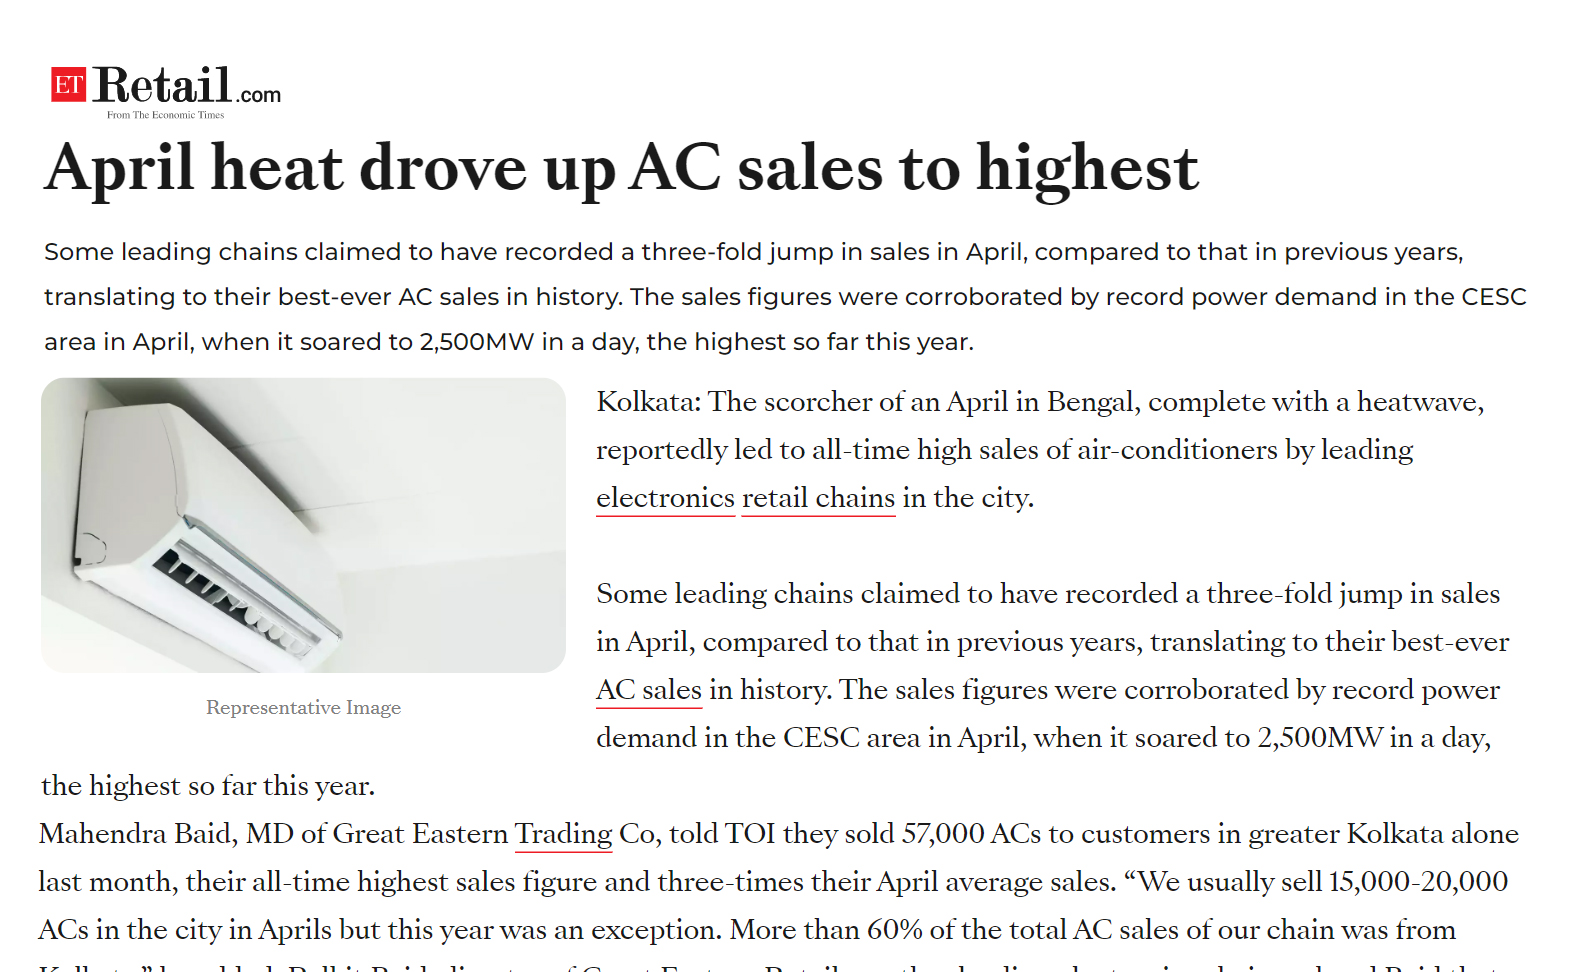 ET Retail.com
From The Economic Times
April heat drove up AC sales to highest
Some leading chains claimed to have recorded a three-fold jump in sales in April, compared to that in previous years,
translating to their best-ever AC sales in history. The sales figures were corroborated by record power demand in the CESC
area in April, when it soared to 2,500MW in a day, the highest so far this year.
Representative Image
Kolkata: The scorcher of an April in Bengal, complete with a heatwave,
reportedly led to all-time high sales of air-conditioners by leading
electronics retail chains in the city.
Some leading chains claimed to have recorded a three-fold jump in sales
in April, compared to that in previous years, translating to their best-ever
AC sales in history. The sales figures were corroborated by record power
demand in the CESC area in April, when it soared to 2,500MW in a day,
the highest so far this year.
Mahendra Baid, MD of Great Eastern Trading Co, told TOI they sold 57,000 ACs to customers in greater Kolkata alone
last month, their all-time highest sales figure and three-times their April average sales. “We usually sell 15,000-20,000
ACs in the city in Aprils but this year was an exception. More than 60% of the total AC sales of our chain was from